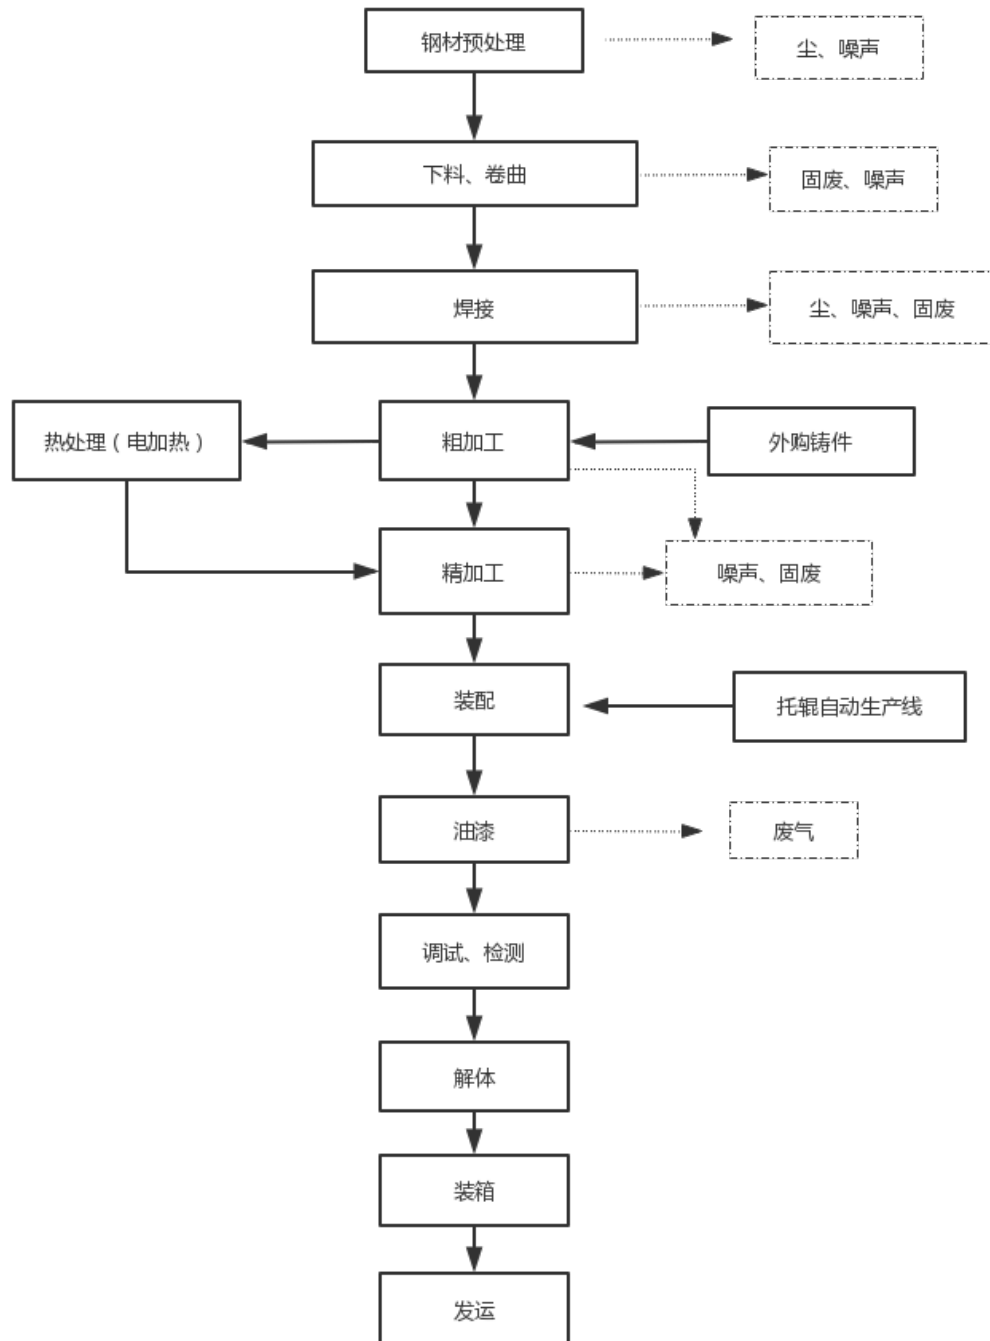 钢材预处理
尘、噪声
下料、卷曲
固废、噪声
焊接
尘、噪声、固废
热处理（电加热）
粗加工
外购铸件
精加工
噪声、固废
装配
托辊自动生产线
油漆
废气
调试、检测
解体
装箱
发运